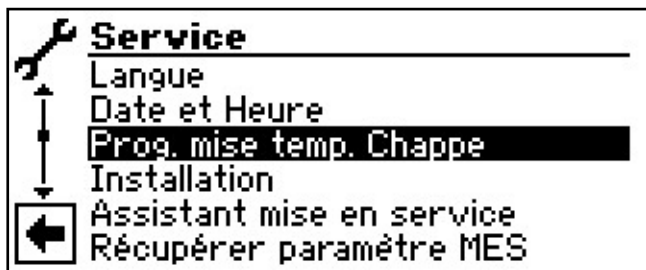 Service
Langue
Date et Heure
Prog. mise temp. Chappe
Installation
Assistant mise en service
Récupérer paramètre MES